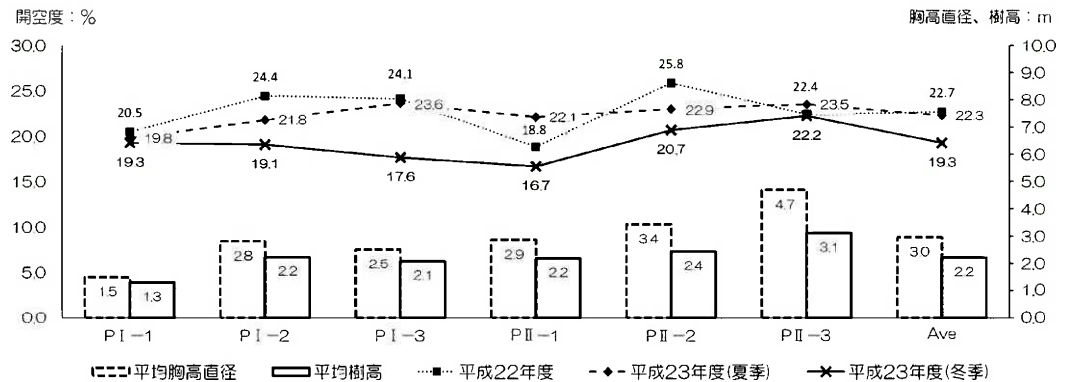 開空度：% 胸高直径、樹高：m
30.0 10.0
25.0 9.0
20.0 8.0
15.0 7.0
10.0 6.0
5.0 5.0
0.0 4.0
3.0
2.0
1.0
0.0
20.5 24.4 24.1 18.8 25.8 22.4 22.7
19.8 21.8 23.6 22.1 22.9 23.5 22.3
19.3 19.1 17.6 16.7 20.7 22.2 19.3
1.5 1.3 2.8 2.2 2.5 2.1 2.9 2.2 3.4 2.4 4.7 3.1 3.0 2.2
PⅠ-1 PⅠ-2 PⅠ-3 PⅡ-1 PⅡ-2 PⅡ-3 Ave
平均胸高直径 平均樹高 平成22年度 平成23年度(夏季) 平成23年度(冬季)